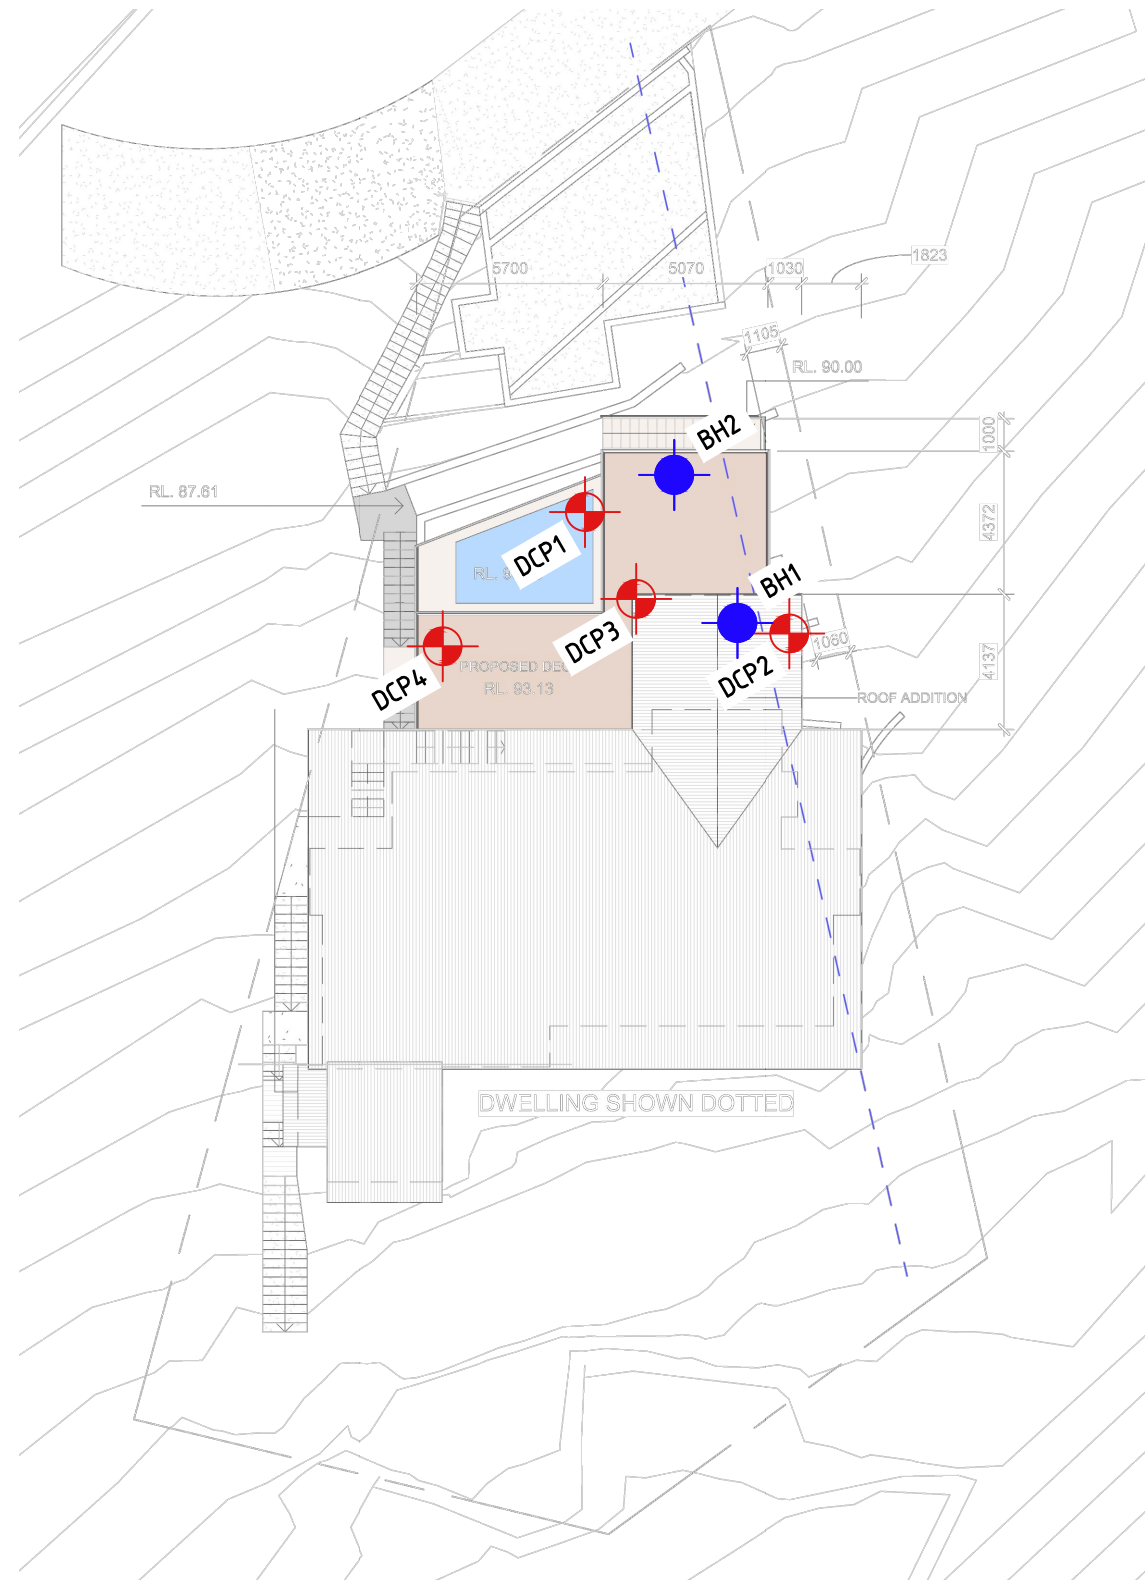 1823
5700
5070
1030
1105
RL. 90.00
1000
BH2
RL. 87.61
4372
DCP1
BH1
DCP3
1060
4137
PROPOSED
DCP2
DCP4
RL. 93.13
ROOF ADDITION
DWELLING SHOWN DOTTED